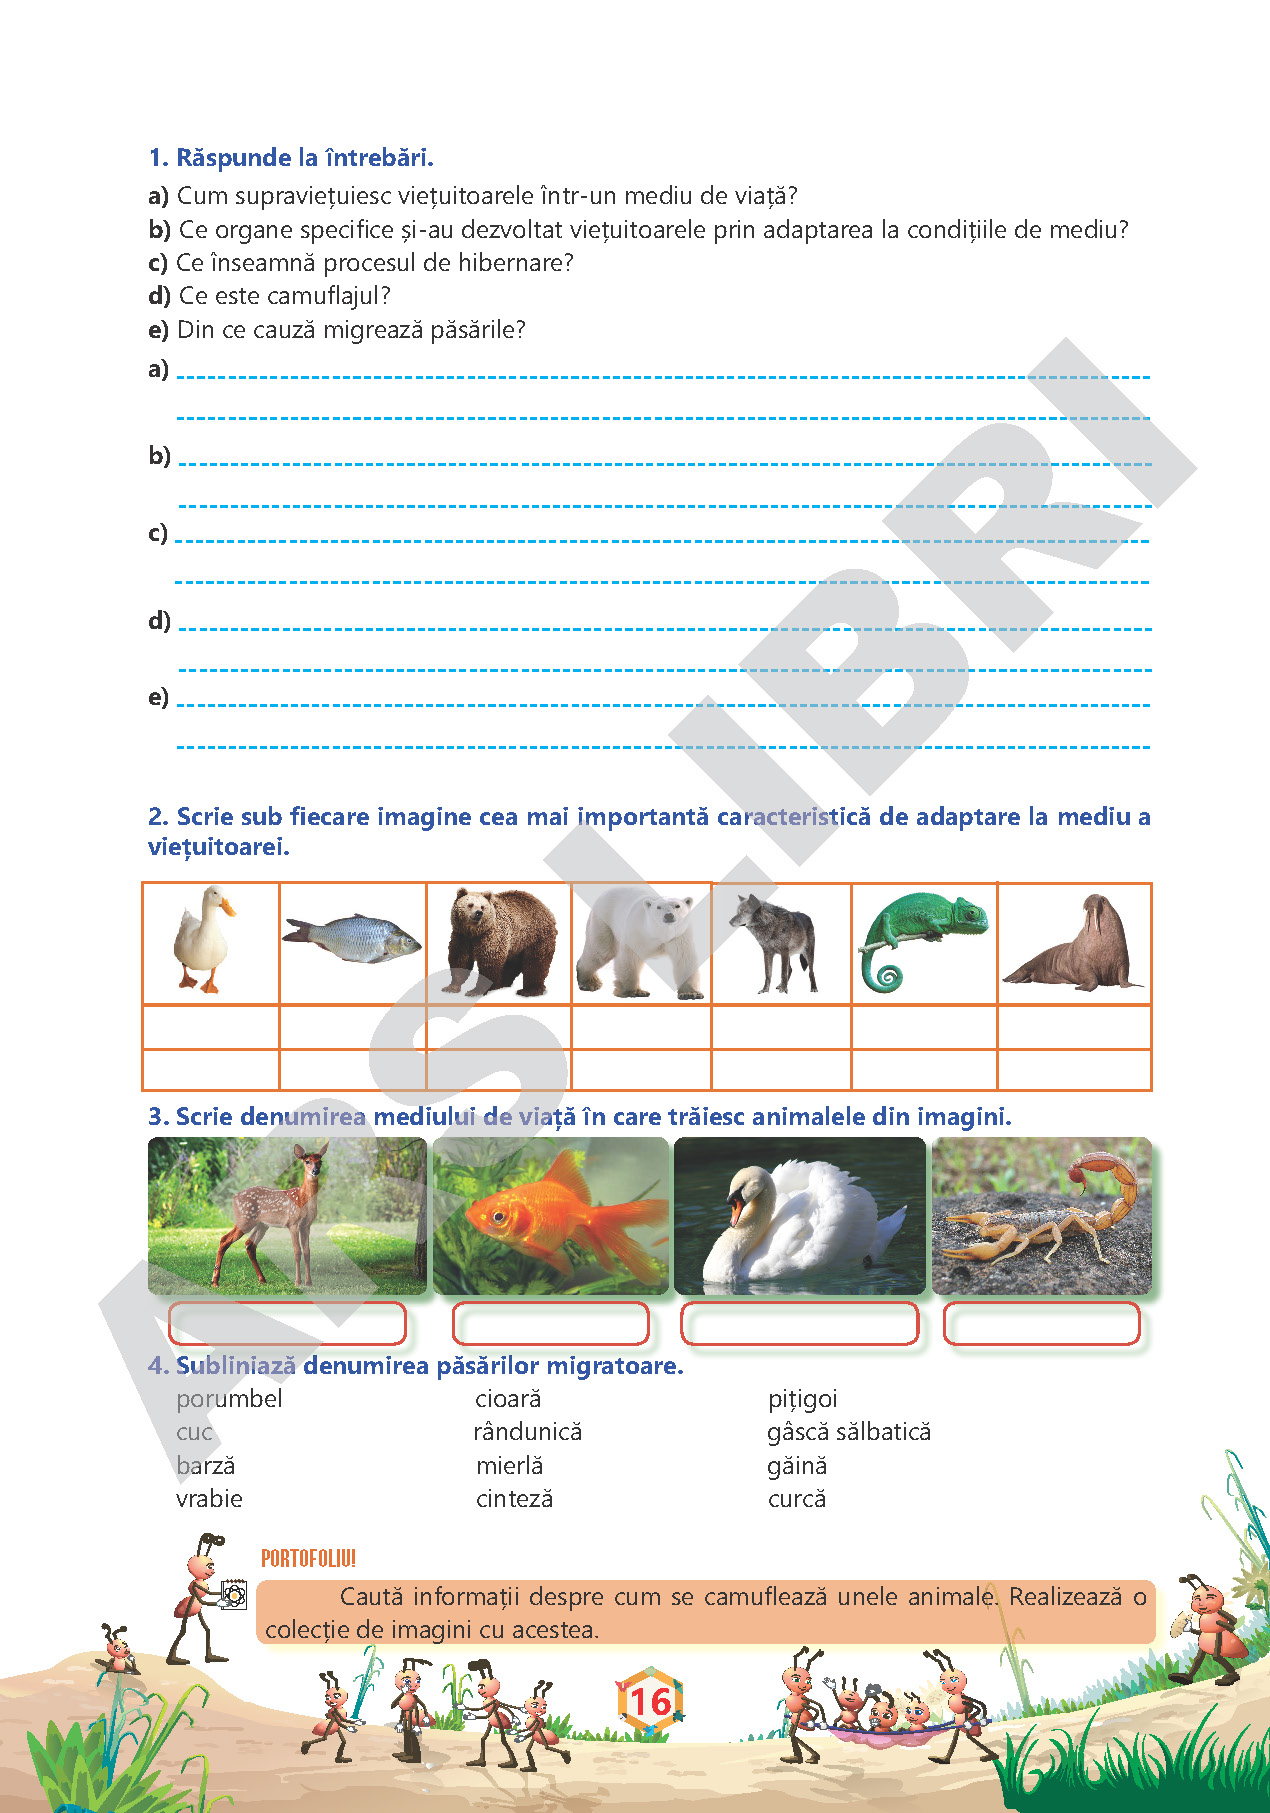 1. Răspunde la întrebări.
a) Cum supraviețuiesc viețuitoarele într-un mediu de viață?
b) Ce organe specifice și-au dezvoltat viețuitoarele prin adaptarea la condițiile de mediu?
c) Ce înseamnă procesul de hibernare?
d) Ce este camuflajul?
e) Din ce cauză migrează păsările?
a)
b)
c)
d)
e)
2. Scrie sub fiecare imagine cea mai importantă caracteristică de adaptare la mediu a
viețuitoarei.
3. Scrie denumirea mediului de viață în care trăiesc animalele din imagini.
4. Subliniază denumirea păsărilor migratoare.
porumbel cioară pițigoi
cuc rândunică gâscă sălbatică
barză mierlă găină
vrabie cinteză curcă
PORTOFOLIU!
Caută informații despre cum se camuflează unele animale. Realizează o
colecție de imagini cu acestea.
16
ARS LIBRI